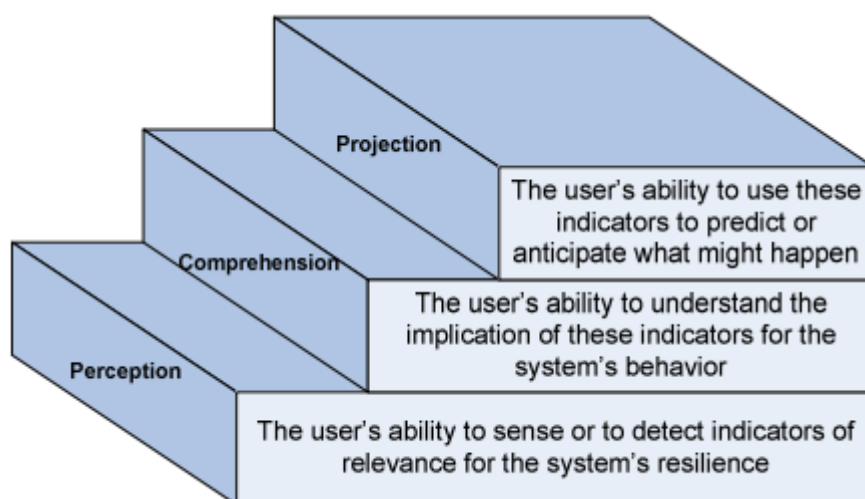 Projection
The user's ability to use these
indicators to predict or
anticipate what might happen
Comprehension
The user's ability to understand the
implication of these indicators for the
system's behavior
Perception
The user's ability to sense or to detect indicators of
relevance for the system's resilience